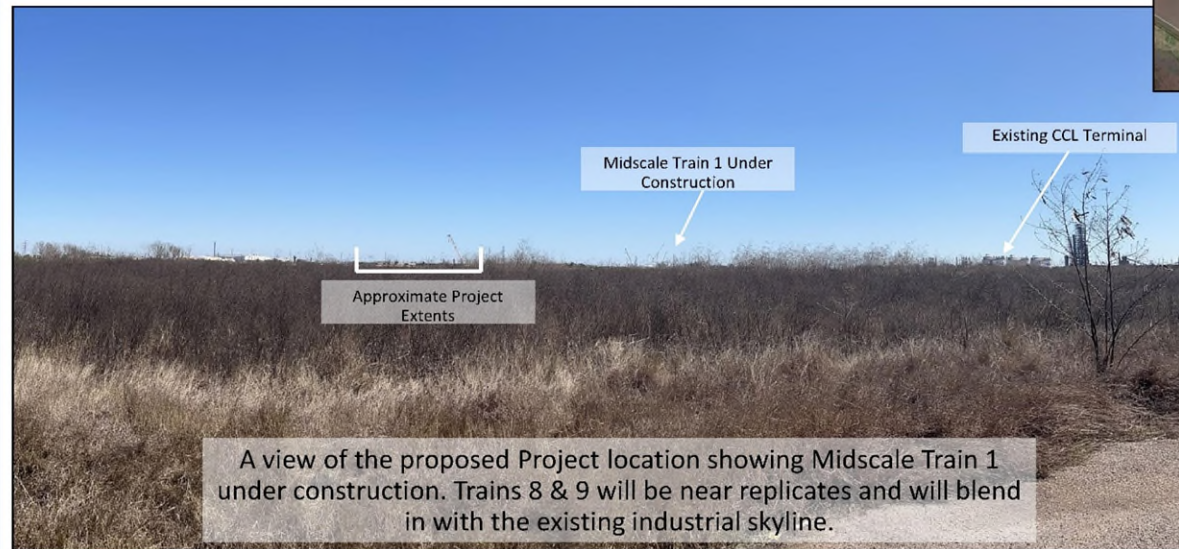 Existing CCL Terminal
Midscale Train 1 Under
Construction
Approximate Project
Extents
A view of the proposed Project location showing Midscale Train 1
under construction. Trains 8 & 9 will be near replicates and will blend
in with the existing industrial skyline.